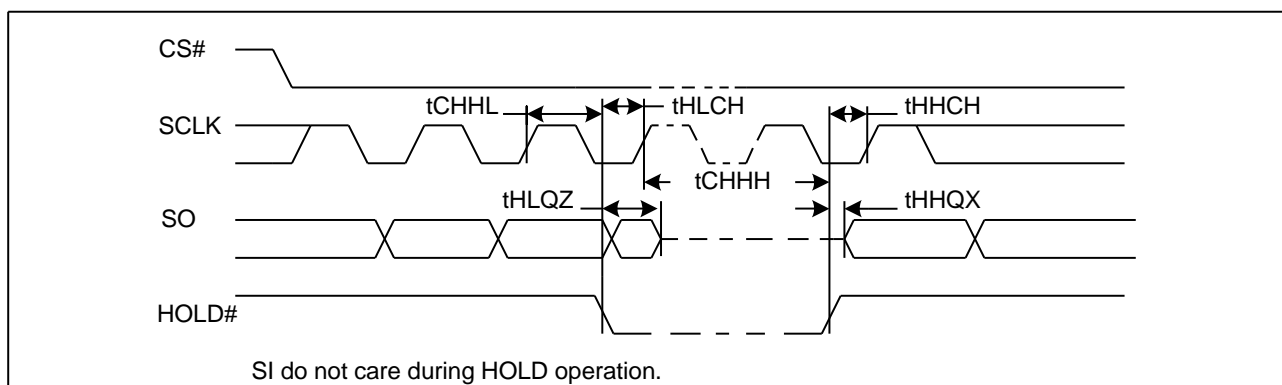 CS#
tCHHL
tHLCH
tHHCH
SCLK
tCHHH
tHLQZ
tHHQX
SO
HOLD#
SI do not care during HOLD operation.